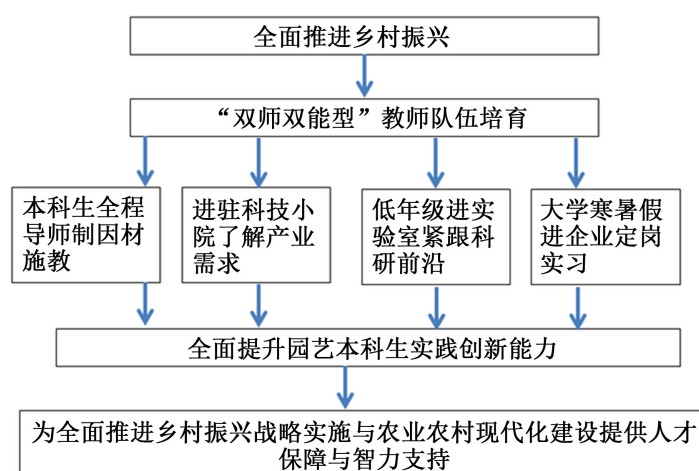 全面推进乡村振兴
“双师双能型”教师队伍培育
本科生全程
导师制因材
施教
进驻科技小
院了解产业
需求
低年级进实
验室紧跟科
研前沿
大学寒暑假
进企业定岗
实习
全面提升园艺本科生实践创新能力
为全面推进乡村振兴战略实施与农业农村现代化建设提供人才
保障与智力支持